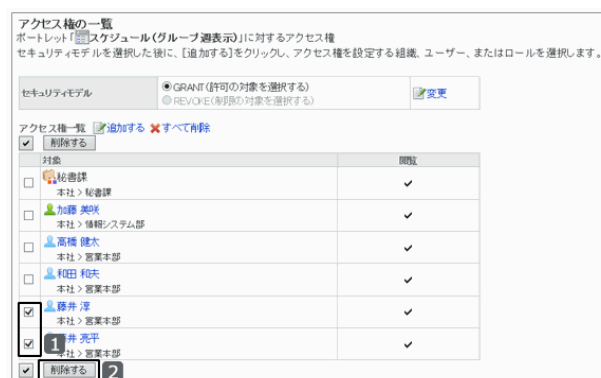 アクセス権の一覧
ポートレット「スケジュール(グループ週表示)」に対するアクセス権
セキュリティモデルを選択した後に、[追加する]をクリックし、アクセス権を設定する組織、ユーザー、またはロールを選択します。
セキュリティモデル
GRANT(許可の対象を選択する)
REVOKE(制限の対象を選択する)
変更
アクセス権一覧 追加する すべて削除
削除する
対象 閲覧
秘書課
本社 > 秘書課
加藤 美咲
本社 > 情報システム部
高橋 健太
本社 > 営業本部
和田 和夫
本社 > 営業本部
藤井 淳
本社 > 営業本部
井 亮平
1
本社 > 営業本部
削除する 2